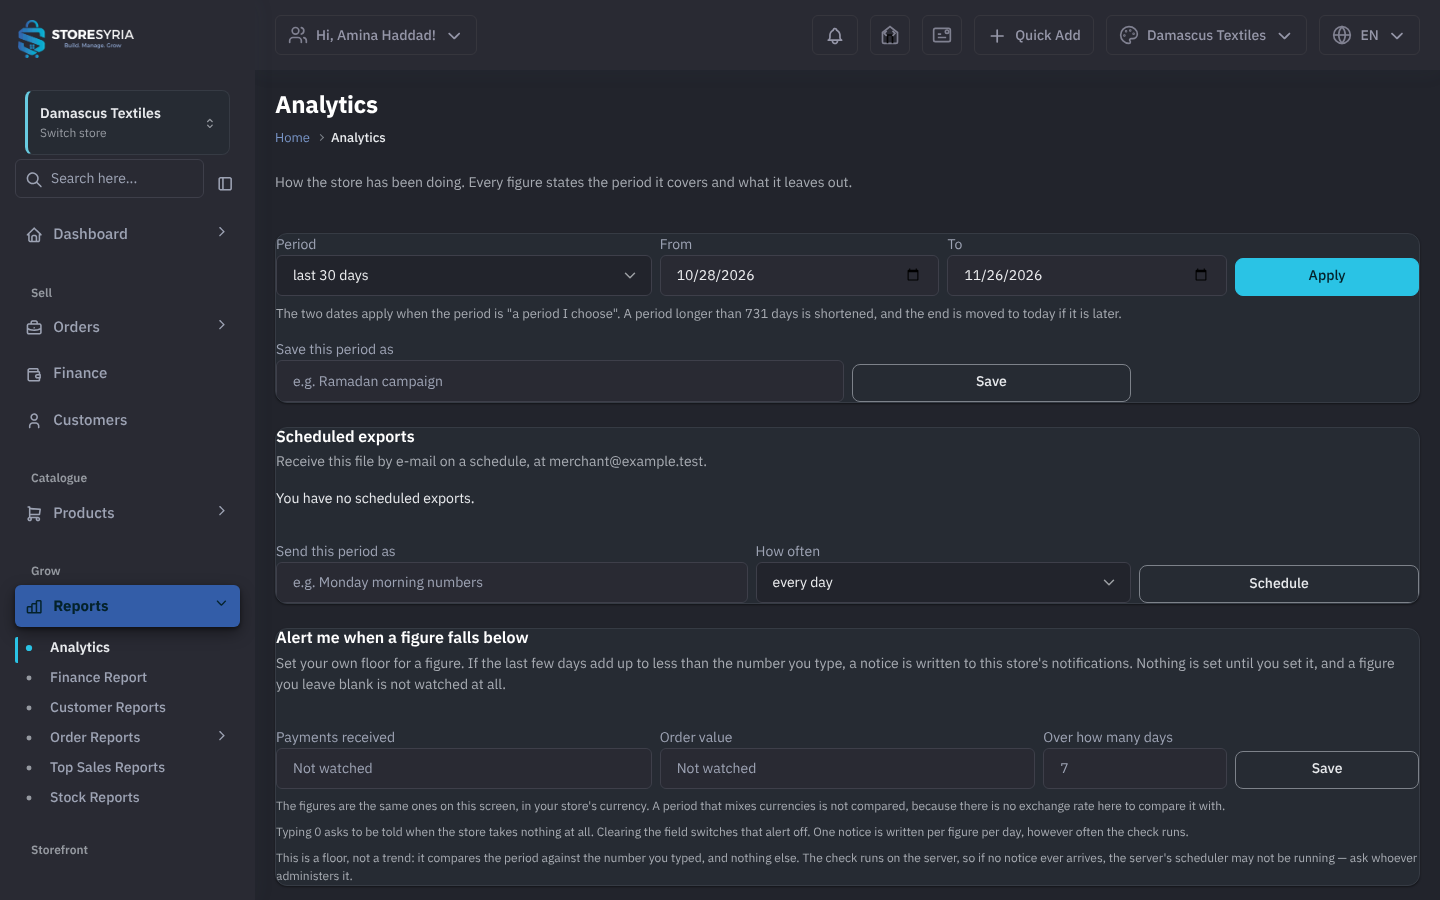 STORESYRIA
Build. Manage. Grow
Hi, Amina Haddad!
Quick Add
Damascus Textiles
EN
Damascus Textiles
Switch store
Search here...
Dashboard
Sell
Orders
Finance
Customers
Catalogue
Products
Grow
Reports
Analytics
Finance Report
Customer Reports
Order Reports
Top Sales Reports
Stock Reports
Storefront
Analytics
Home > Analytics
How the store has been doing. Every figure states the period it covers and what it leaves out.
Period From To
last 30 days 10/28/2026 11/26/2026 Apply
The two dates apply when the period is "a period I choose". A period longer than 731 days is shortened, and the end is moved to today if it is later.
Save this period as
e.g. Ramadan campaign Save
Scheduled exports
Receive this file by e-mail on a schedule, at merchant@example.test.
You have no scheduled exports.
Send this period as How often
e.g. Monday morning numbers every day Schedule
Alert me when a figure falls below
Set your own floor for a figure. If the last few days add up to less than the number you type, a notice is written to this store's notifications. Nothing is set until you set it, and a figure
you leave blank is not watched at all.
Payments received Order value Over how many days
Not watched Not watched 7 Save
The figures are the same ones on this screen, in your store's currency. A period that mixes currencies is not compared, because there is no exchange rate here to compare it with.
Typing 0 asks to be told when the store takes nothing at all. Clearing the field switches that alert off. One notice is written per figure per day, however often the check runs.
This is a floor, not a trend: it compares the period against the number you typed, and nothing else. The check runs on the server, so if no notice ever arrives, the server's scheduler may not be running — ask whoever
administers it.